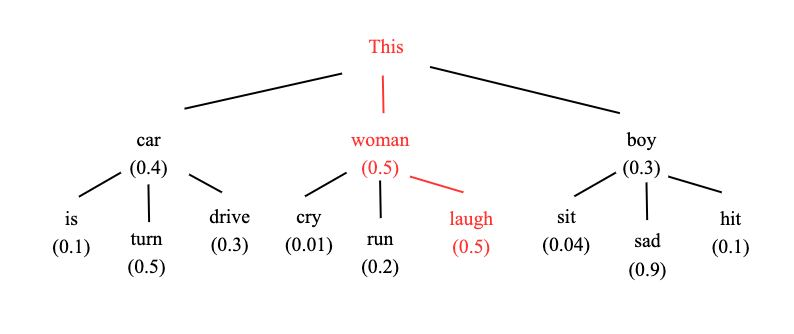 This
car woman boy
(0.4) (0.5) (0.3)
is turn drive cry run laugh sit sad hit
(0.1) (0.5) (0.3) (0.01) (0.2) (0.5) (0.04) (0.9) (0.1)